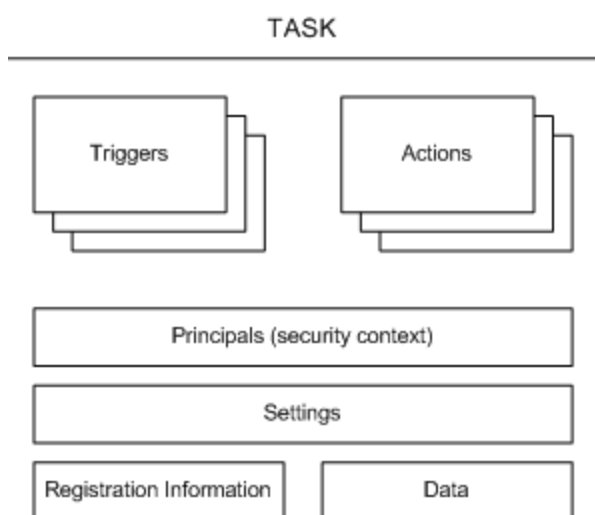 TASK
Triggers
Actions
Principals (security context)
Settings
Registration Information
Data